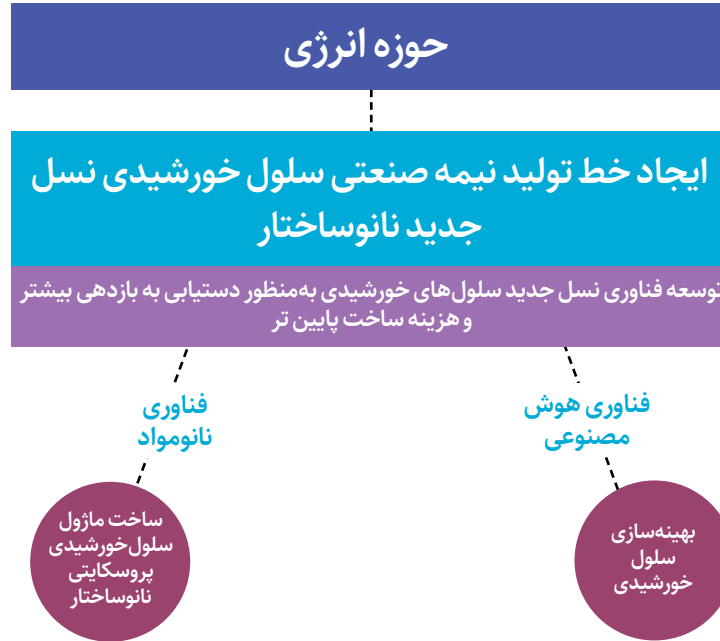 حوزه انرژی
ایجاد خط تولید نیمه صنعتی سلول خورشیدی نسل
جدید نانوساختار
توسعه فناوری نسل جدید سلول‌های خورشیدی به‌منظور دستیابی به بازدهی بیشتر
و هزینه ساخت پایین تر
فناوری هوش
مصنوعی
بهینه‌سازی
سلول
خورشیدی
فناوری
نانومواد
ساخت ماژول
سلول‌خورشیدی
پروسکایتی
نانوساختار